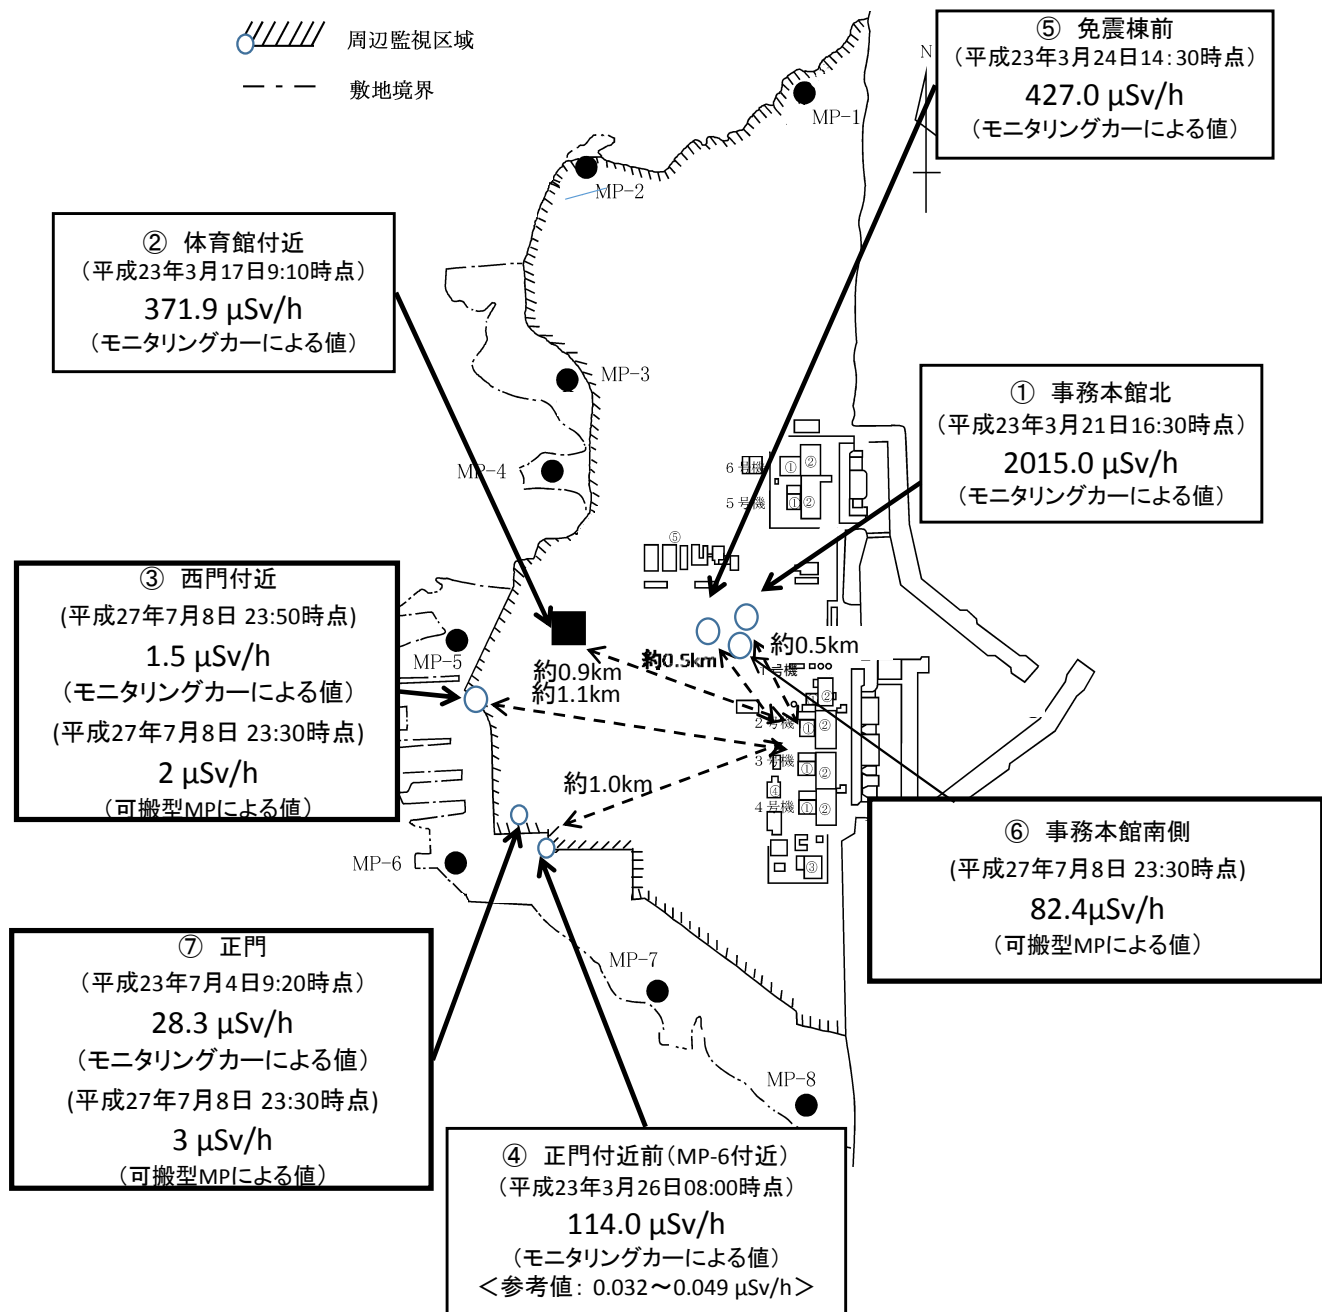 周辺監視区域
敷地境界
⑤ 免震棟前
（平成23年3月24日14:30時点）
427.0 μSv/h
（モニタリングカーによる値）
N
MP-1
MP-2
② 体育館付近
（平成23年3月17日9:10時点）
371.9 μSv/h
（モニタリングカーによる値）
MP-3
MP-4
① 事務本館北
（平成23年3月21日16:30時点）
2015.0 μSv/h
（モニタリングカーによる値）
6号機
①
②
5号機
①
②
⑤
③ 西門付近
(平成27年7月8日 23:50時点)
1.5 μSv/h
（モニタリングカーによる値）
(平成27年7月8日 23:30時点)
2 μSv/h
（可搬型MPによる値）
MP-5
約0.9km
約1.1km
約0.5km
約0.5km
1号機
②
2号機
①
②
3号機
①
②
④
4号機
①
②
③
約1.0km
MP-6
⑥ 事務本館南側
(平成27年7月8日 23:30時点)
82.4μSv/h
（可搬型MPによる値）
⑦ 正門
（平成23年7月4日9:20時点）
28.3 μSv/h
（モニタリングカーによる値）
(平成27年7月8日 23:30時点)
3 μSv/h
（可搬型MPによる値）
MP-7
MP-8
④ 正門付近前（MP-6付近）
（平成23年3月26日08:00時点）
114.0 μSv/h
（モニタリングカーによる値）
＜参考値： 0.032～0.049 μSv/h＞